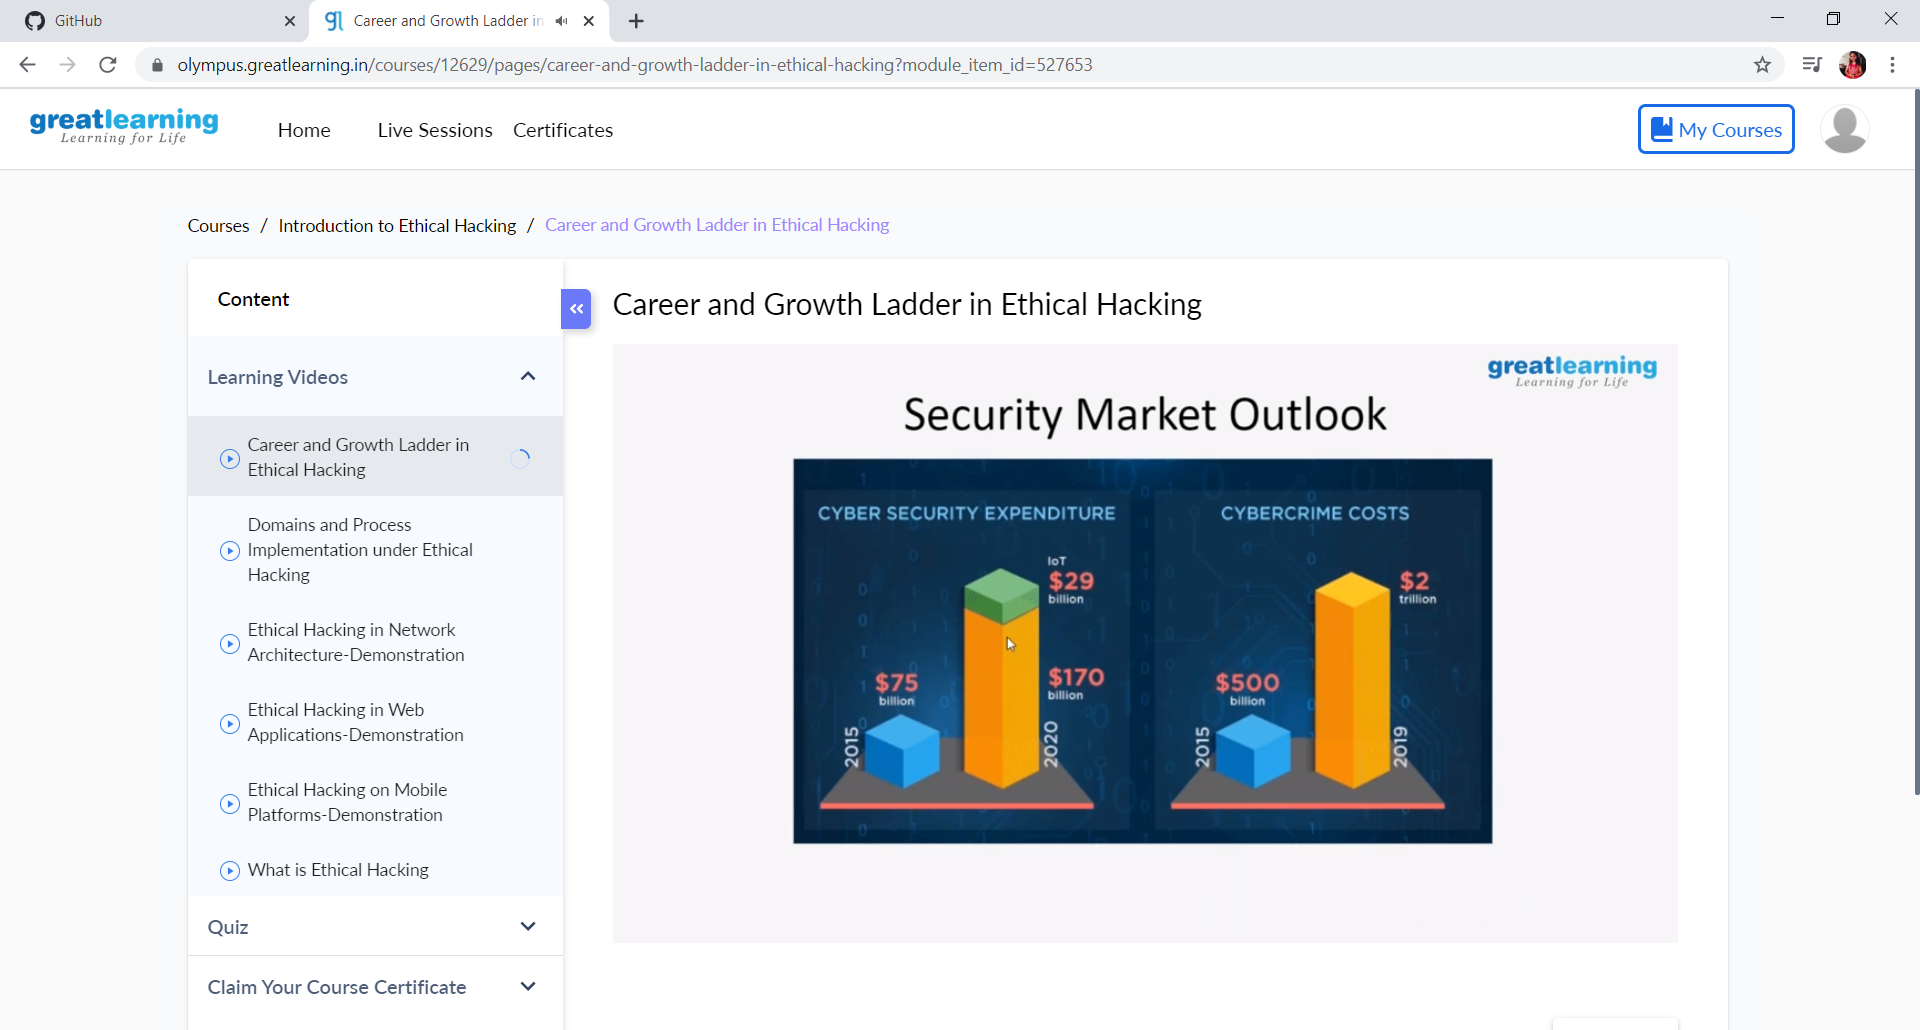 GitHub
Career and Growth Ladder in
olympus.greatlearning.in/courses/12629/pages/career-and-growth-ladder-in-ethical-hacking?module_item_id=527653
greatlearning
Learning for Life
Home
Live Sessions
Certificates
My Courses
Courses / Introduction to Ethical Hacking / Career and Growth Ladder in Ethical Hacking
Content
Learning Videos
Career and Growth Ladder in
Ethical Hacking
Domains and Process
Implementation under Ethical
Hacking
Ethical Hacking in Network
Architecture-Demonstration
Ethical Hacking in Web
Applications-Demonstration
Ethical Hacking on Mobile
Platforms-Demonstration
What is Ethical Hacking
Quiz
Claim Your Course Certificate
Career and Growth Ladder in Ethical Hacking
greatlearning
Learning for Life
Security Market Outlook
CYBER SECURITY EXPENDITURE
IoT
$29
billion
$75
billion
$170
billion
2015
2020
CYBERCRIME COSTS
$2
trillion
$500
billion
2015
2019